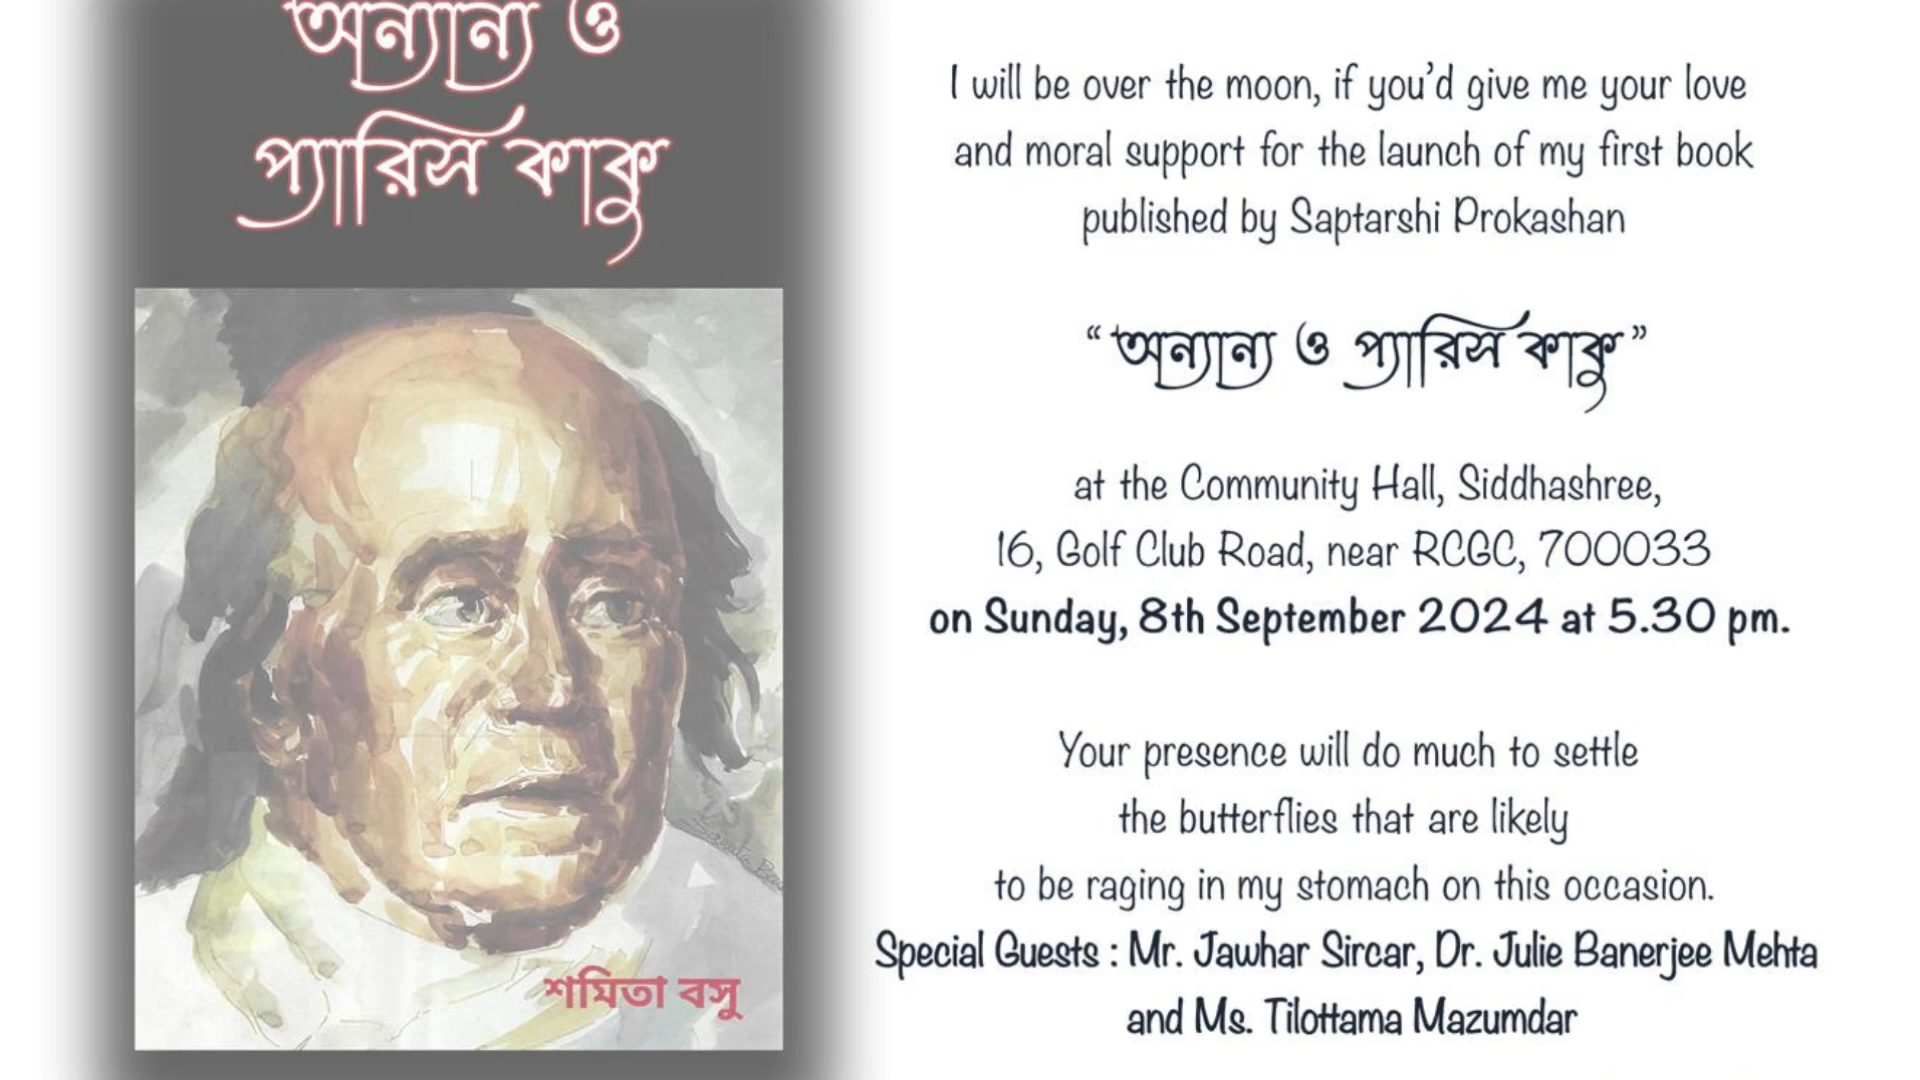 অন্যান্য ও
প্যারিস কাকু
শমিতা বসু
I will be over the moon, if you’d give me your love
and moral support for the launch of my first book
published by Saptarshi Prokashan
“অন্যান্য ও প্যারিস কাকু”
at the Community Hall, Siddhashree,
16, Golf Club Road, near RCGC, 700033
on Sunday, 8th September 2024 at 5.30 pm.
Your presence will do much to settle
the butterflies that are likely
to be raging in my stomach on this occasion.
Special Guests : Mr. Jawhar Sircar, Dr. Julie Banerjee Mehta
and Ms. Tilottama Mazumdar